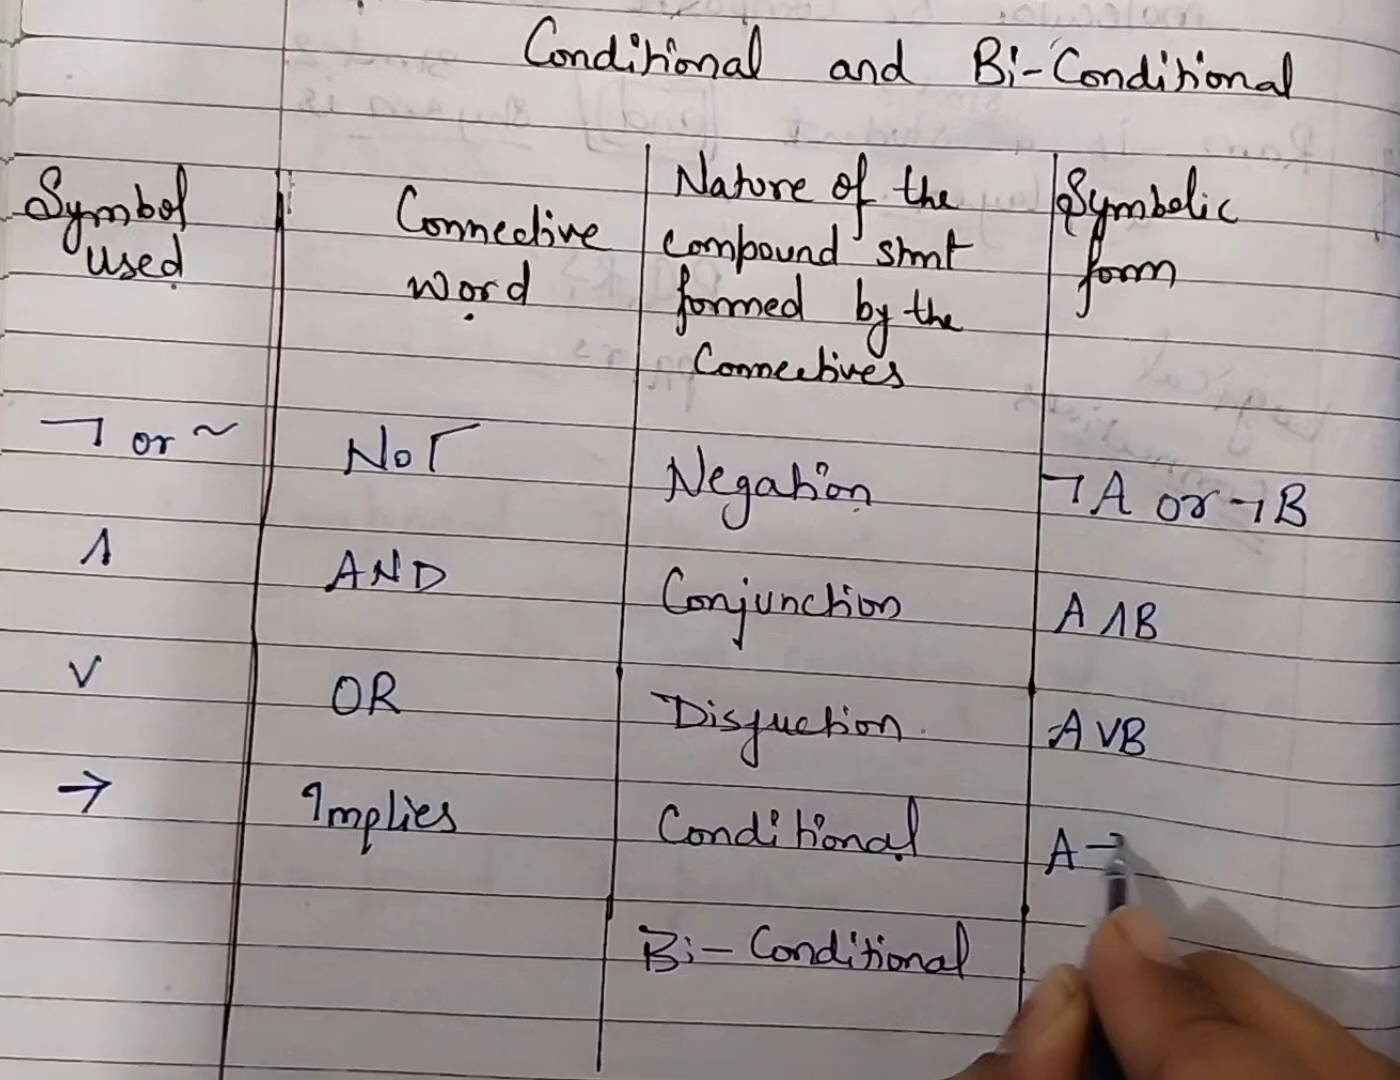 Conditional and Bi-Conditional
Symbol used
Connective word
Nature of the compound stmt formed by the Connectives
Symbolic form
¬ or ~ NOT Negation ¬A or ¬B
∧ AND Conjunction A∧B
∨ OR Disjuction A∨B
→ Implies Conditional A→
Bi-Conditional